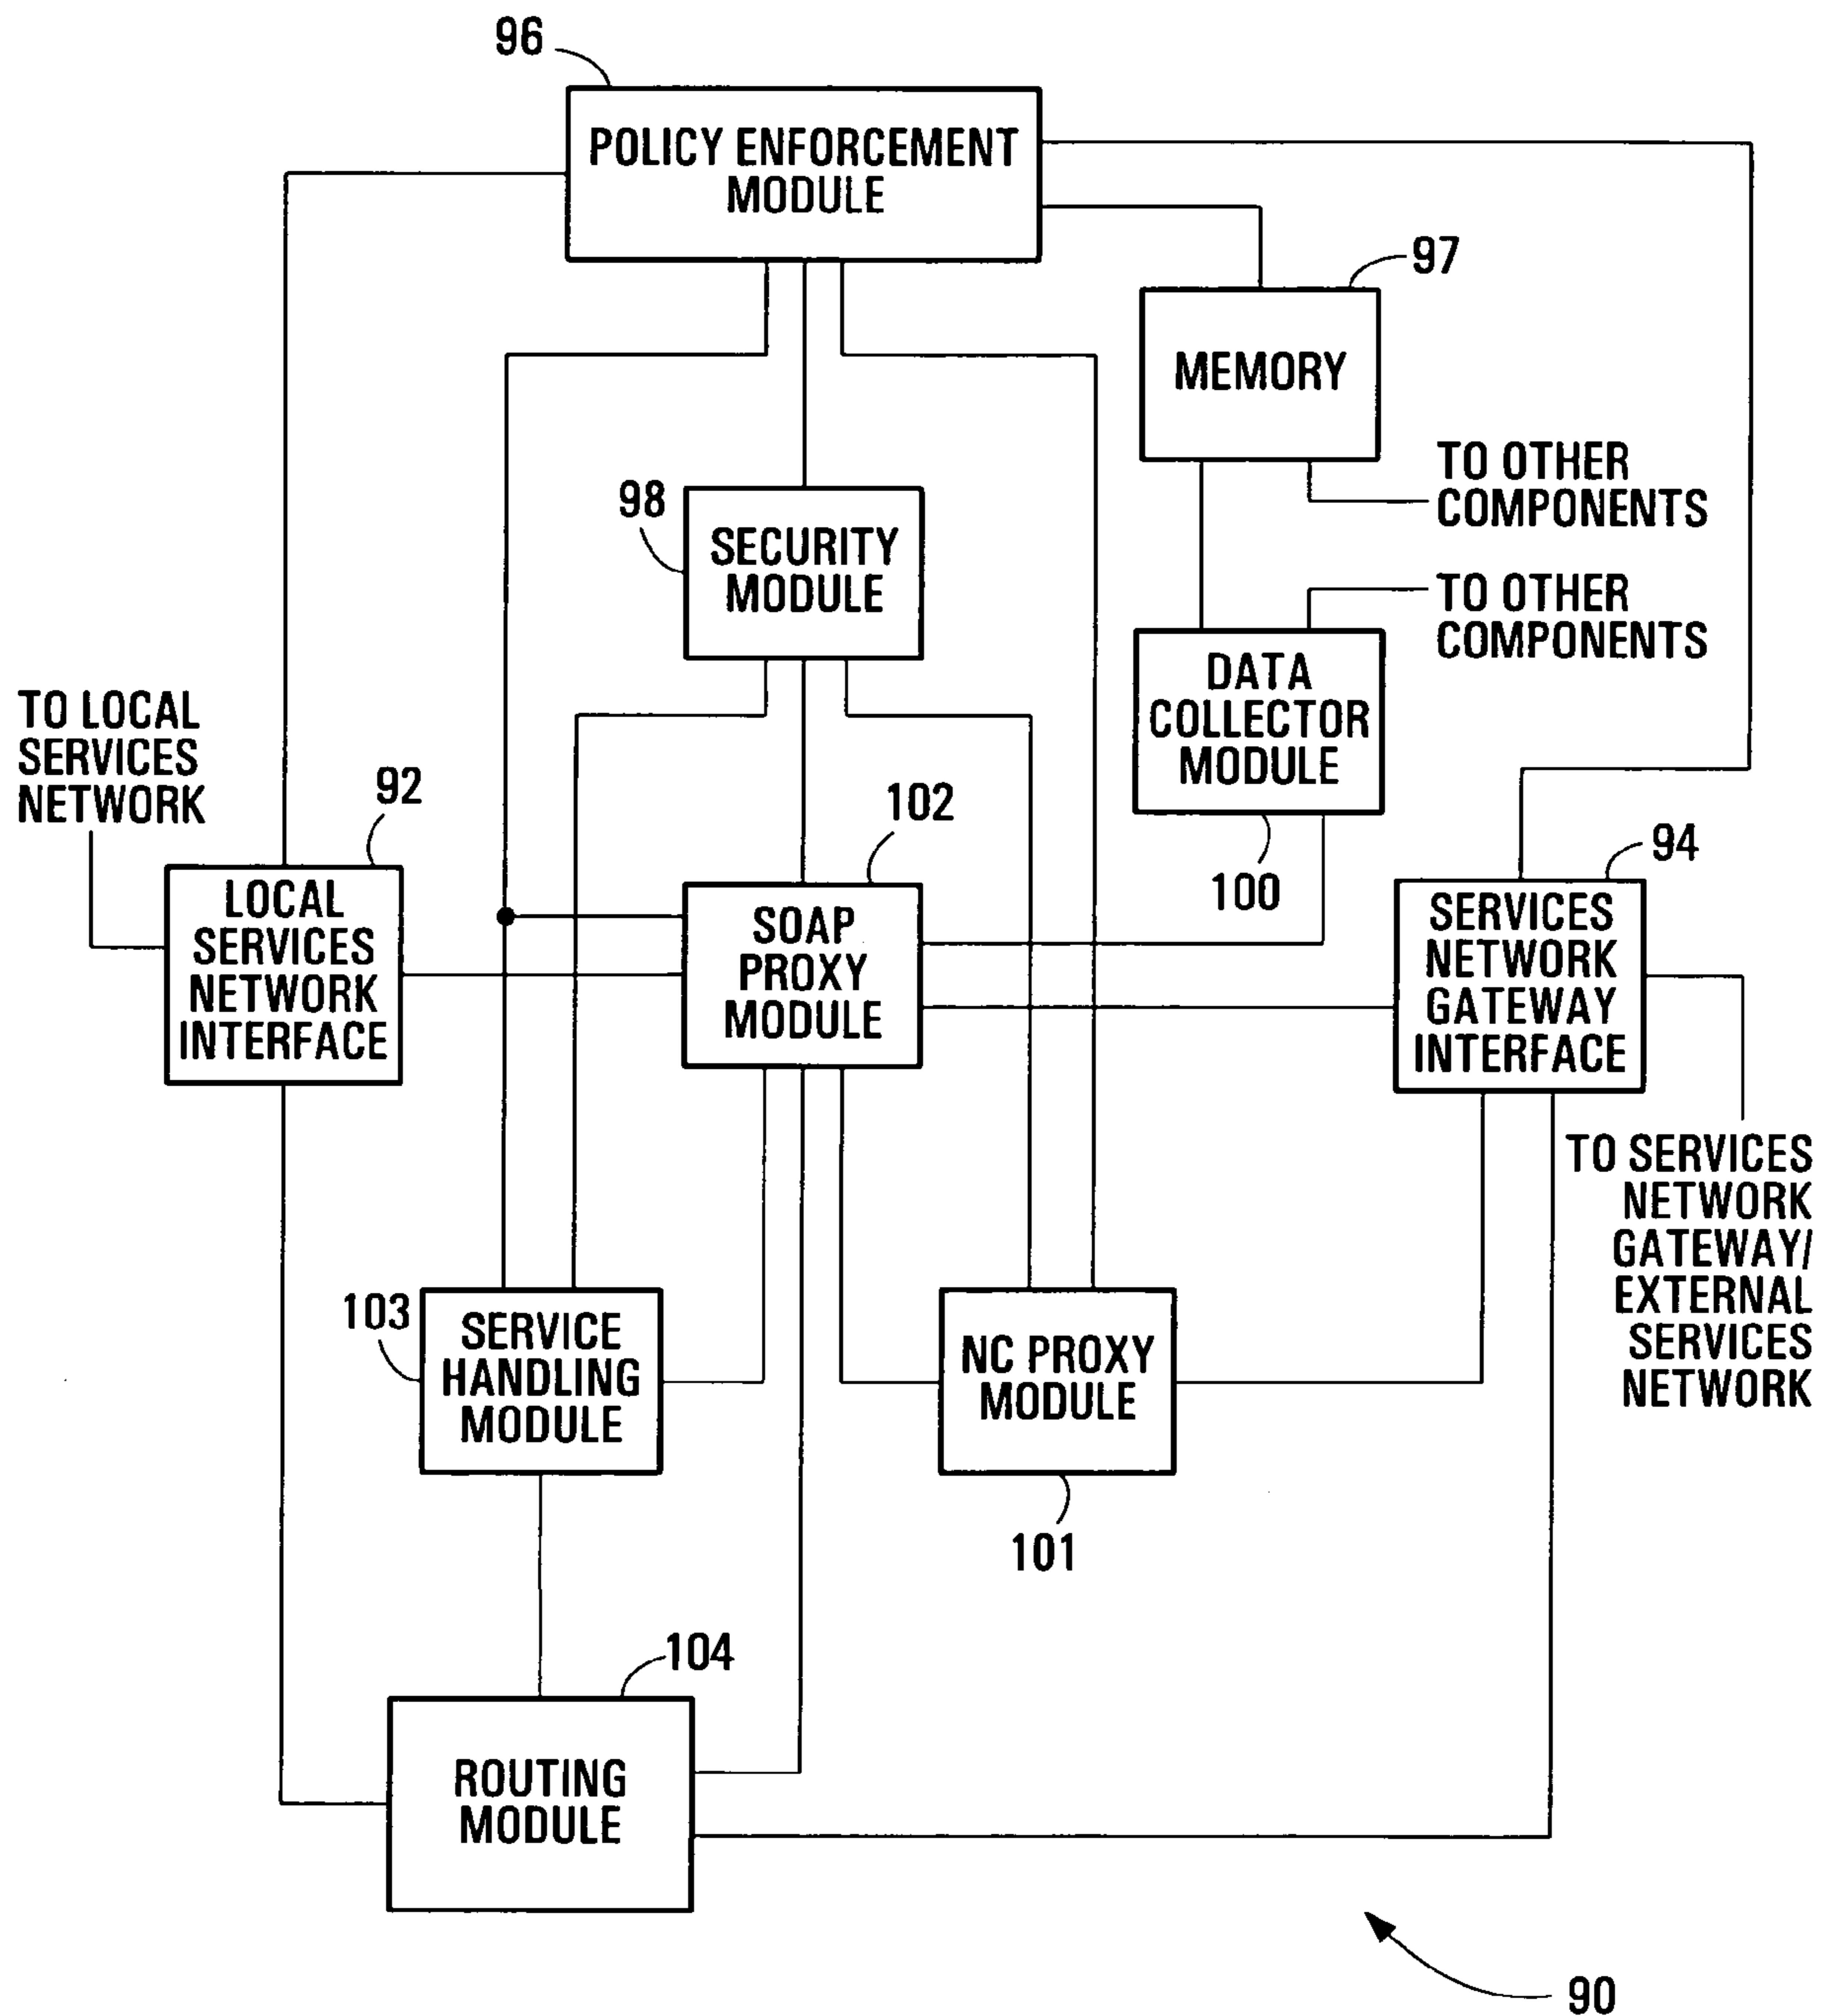 96
POLICY ENFORCEMENT
MODULE
97
MEMORY
TO OTHER
COMPONENTS
98
SECURITY
MODULE
TO OTHER
COMPONENTS
DATA
COLLECTOR
MODULE
100
TO LOCAL
SERVICES
NETWORK
92
LOCAL
SERVICES
NETWORK
INTERFACE
102
SOAP
PROXY
MODULE
94
SERVICES
NETWORK
GATEWAY
INTERFACE
TO SERVICES
NETWORK
GATEWAY/
EXTERNAL
SERVICES
NETWORK
103
SERVICE
HANDLING
MODULE
NC PROXY
MODULE
101
104
ROUTING
MODULE
90